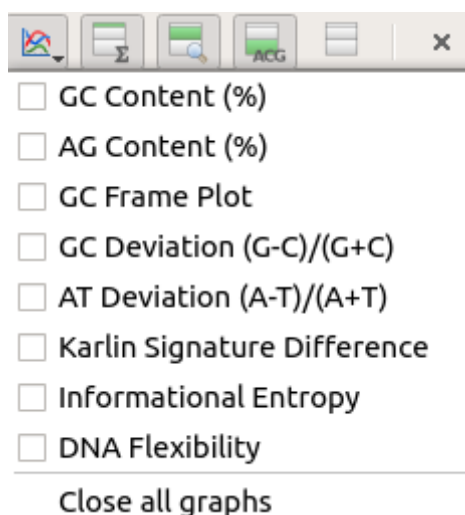 Σ
ACG
GC Content (%)
AG Content (%)
GC Frame Plot
GC Deviation (G-C)/(G+C)
AT Deviation (A-T)/(A+T)
Karlin Signature Difference
Informational Entropy
DNA Flexibility
Close all graphs